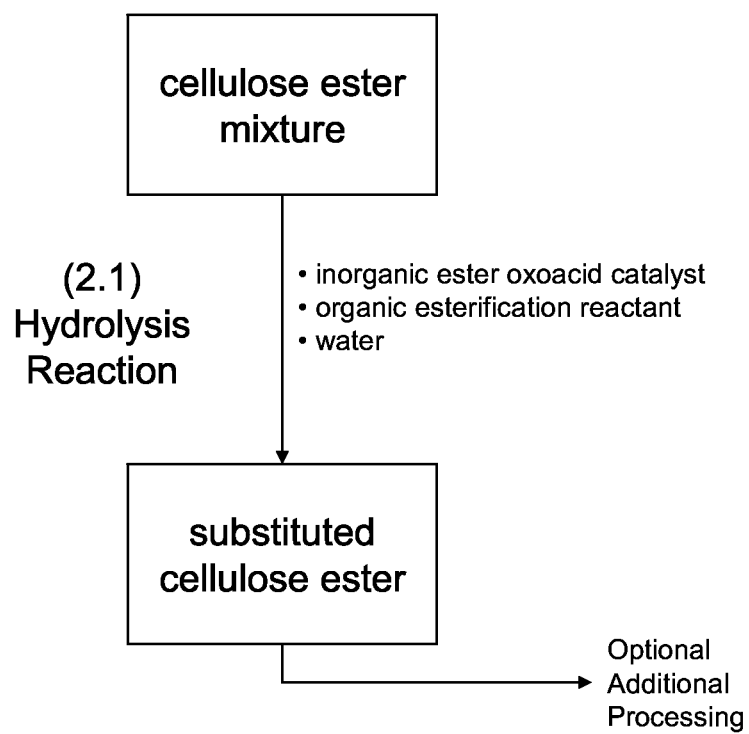 cellulose ester
mixture
(2.1)
Hydrolysis
Reaction
• inorganic ester oxoacid catalyst
• organic esterification reactant
• water
substituted
cellulose ester
Optional
Additional
Processing